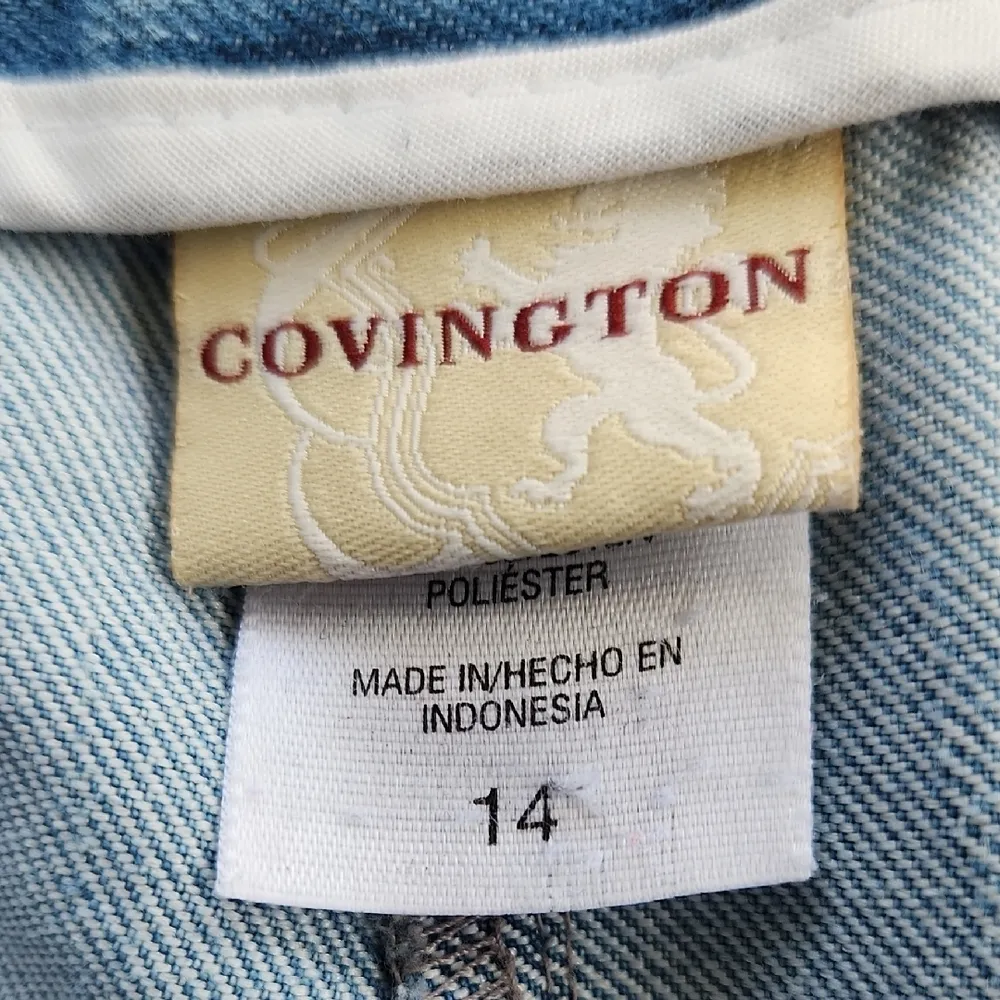 COVINGTON
POLIÉSTER
MADE IN/HECHO EN
INDONESIA
14